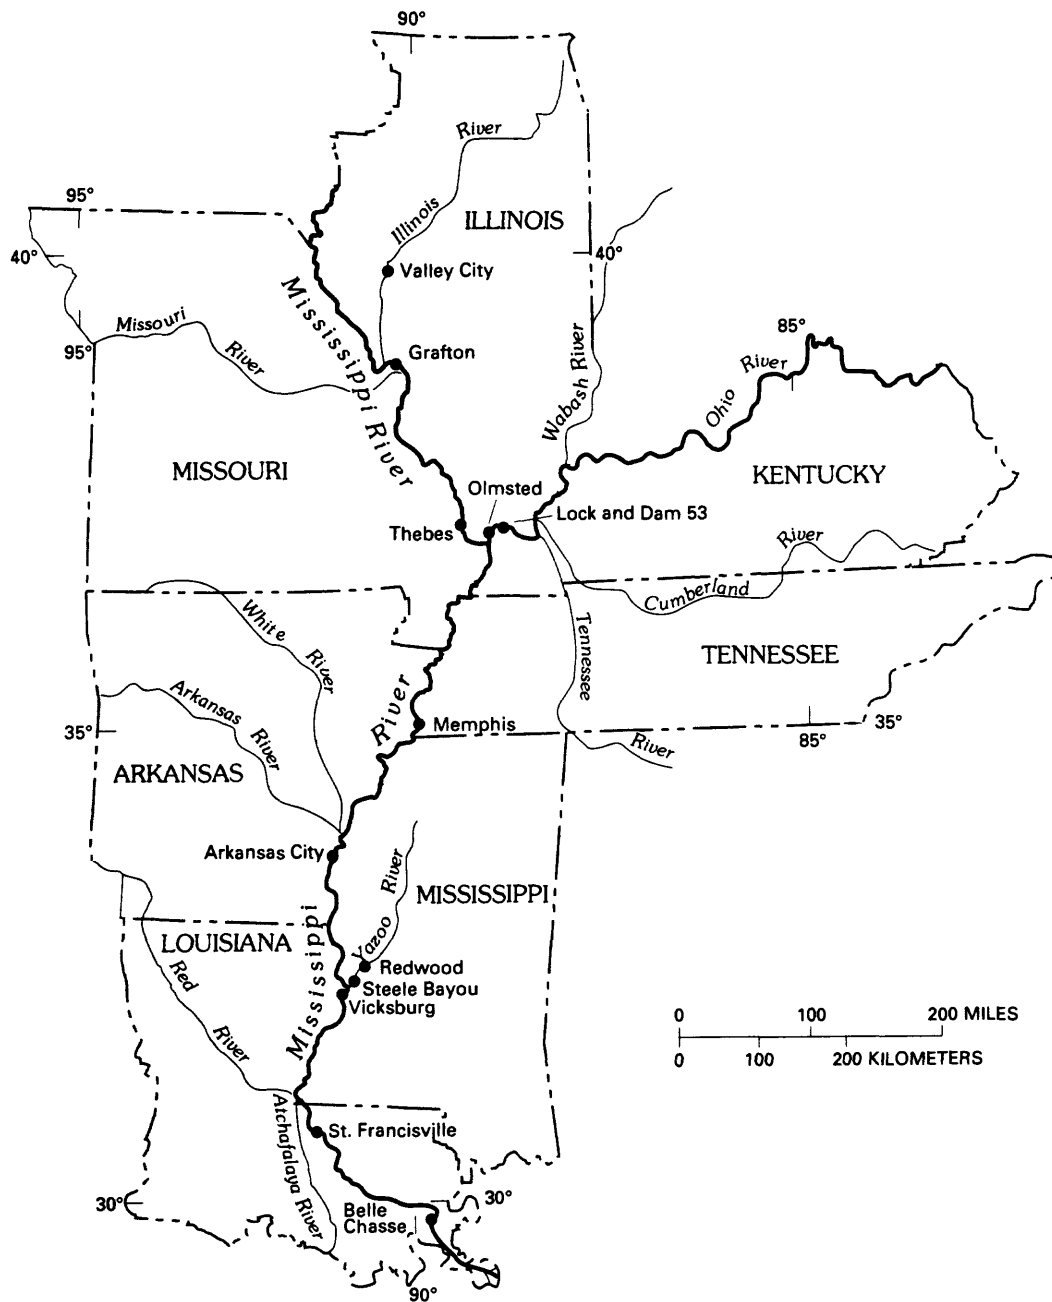 90°
River
95°
Illinois
ILLINOIS
40°
40°
Valley City
Mississippi River
Missouri
River
95°
Grafton
85°
River
Ohio
Wabash River
MISSOURI
KENTUCKY
Olmsted
Lock and Dam 53
Thebes
River
Cumberland
White
River
Tennessee
River
TENNESSEE
Arkansas
River
River
Memphis
35°
35°
85°
ARKANSAS
Arkansas City
Yazoo River
MISSISSIPPI
LOUISIANA
Mississippi
Redwood
Steele Bayou
Vicksburg
Red
River
0 100 200 MILES
0 100 200 KILOMETERS
Atchafalaya River
St. Francisville
30°
30°
Belle
Chasse
90°